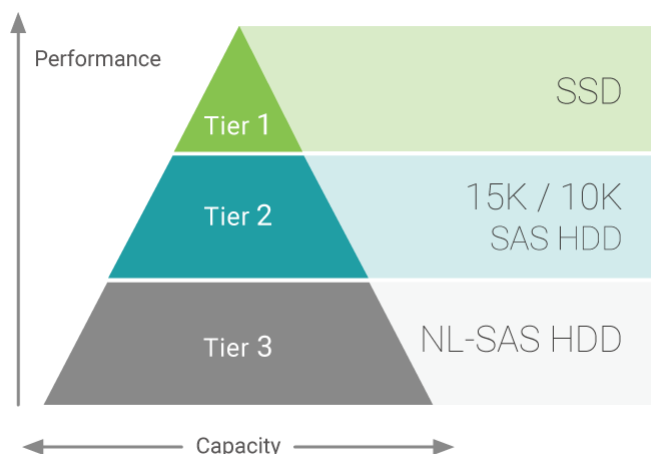 Performance
SSD
Tier 1
15K / 10K
Tier 2
SAS HDD
Tier 3
NL-SAS HDD
Capacity